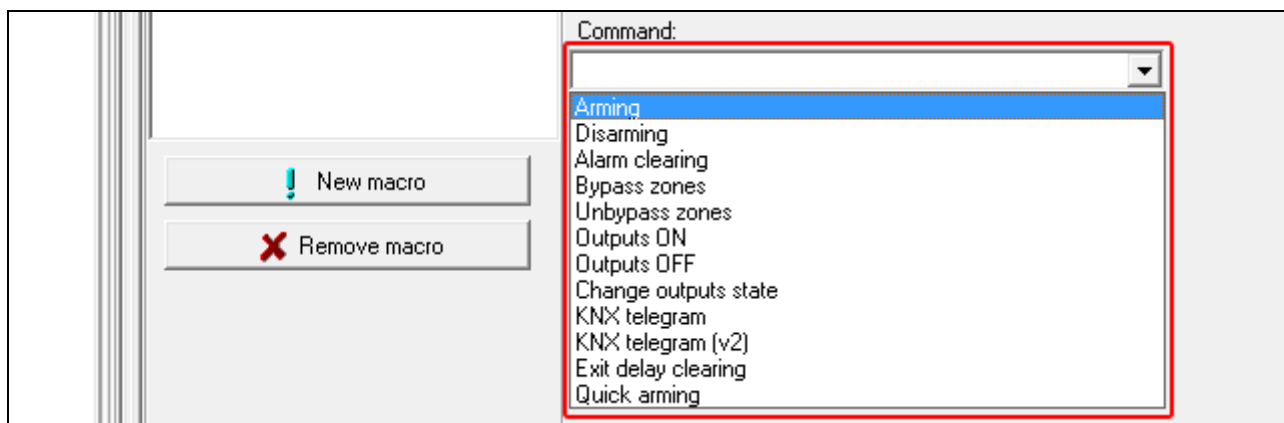 Command:
Arming
Disarming
Alarm clearing
Bypass zones
Unbypass zones
Outputs ON
Outputs OFF
Change outputs state
KNX telegram
KNX telegram (v2)
Exit delay clearing
Quick arming
New macro
Remove macro